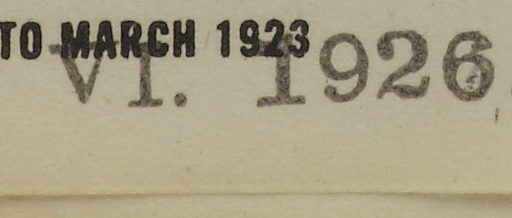 TO MARCH 1923
VI. 1926.